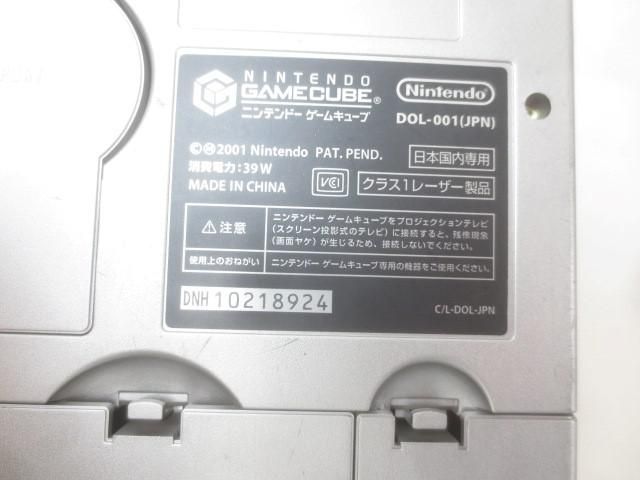 NINTENDO
GAMECUBE®
ニンテンドー ゲームキューブ
Nintendo®
DOL-001(JPN)
©Ⓜ2001 Nintendo PAT. PEND.
日本国内専用
消費電力:39W
MADE IN CHINA
VCI
クラス1レーザー製品
⚠注意
ニンテンドー ゲームキューブをプロジェクションテレビ
(スクリーン投影式のテレビ)に接続すると、残像現象
(画面ヤケ)が生じるため、接続しないでください。
使用上のおねがい
ニンテンドー ゲームキューブ専用の機器をご使用ください。
DNH10218924
C/L-DOL-JPN